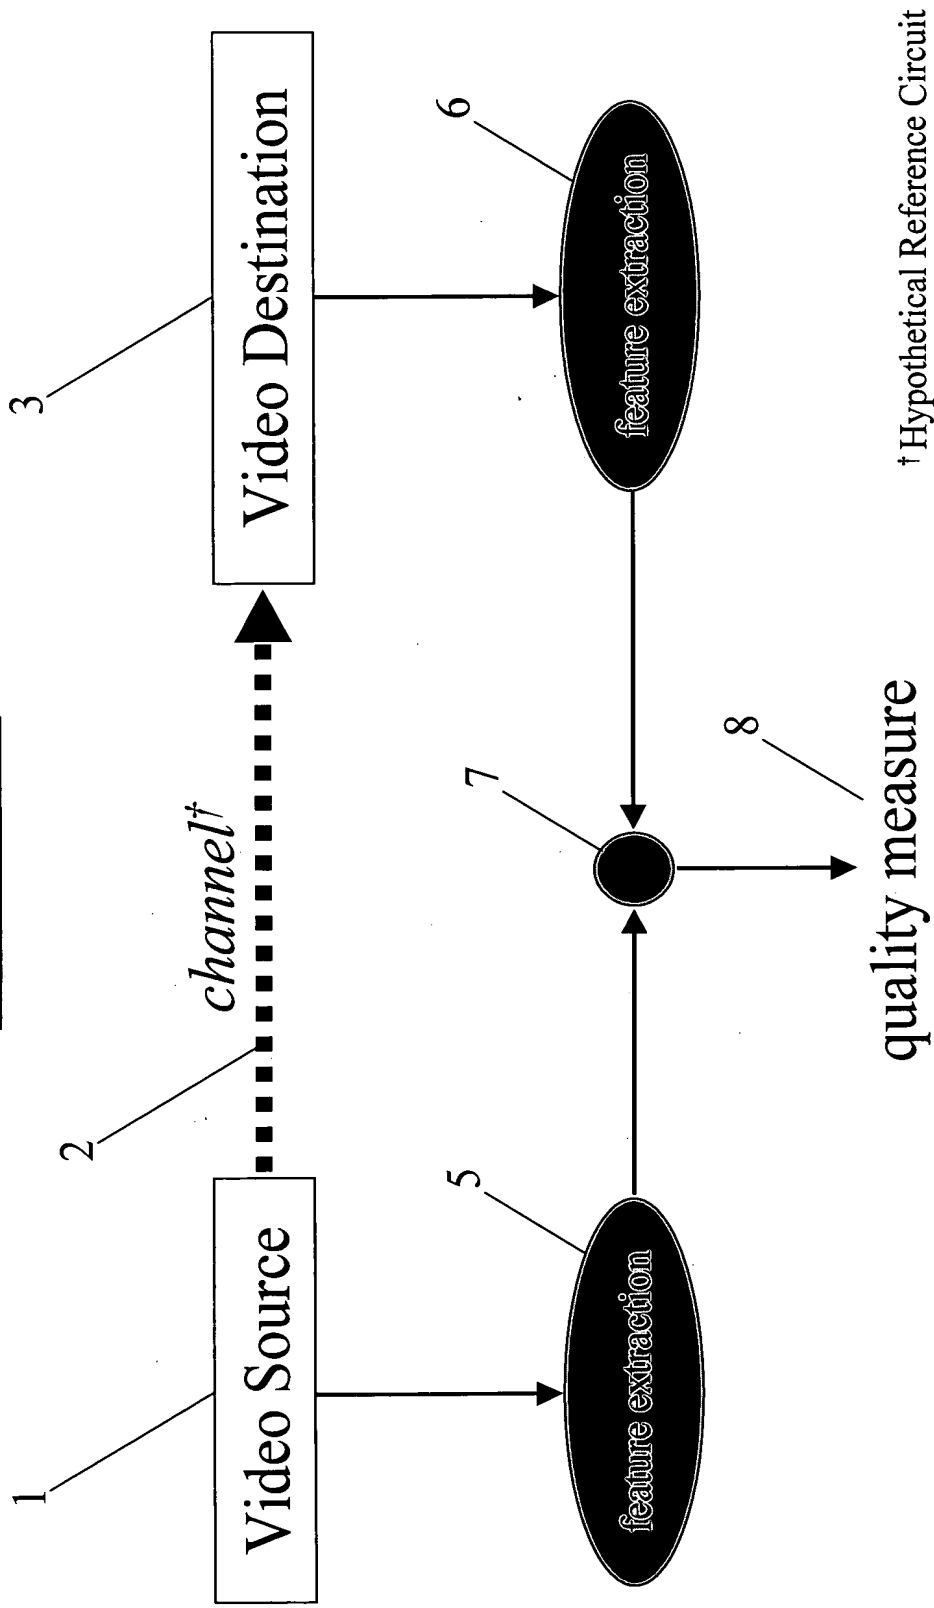 1
2
3
Video Source
channel†
Video Destination
5
7
6
feature extraction
feature extraction
8
quality measure
† Hypothetical Reference Circuit